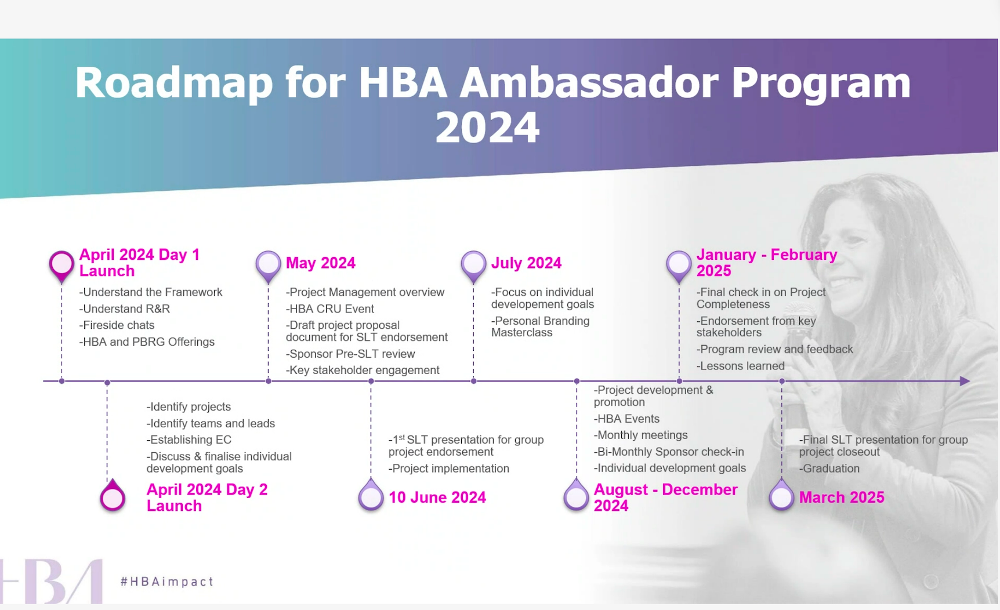 Roadmap for HBA Ambassador Program
2024
April 2024 Day 1
Launch
-Understand the Framework
-Understand R&R
-Fireside chats
-HBA and PBRG Offerings
-Identify projects
-Identify teams and leads
-Establishing EC
-Discuss & finalise individual
development goals
April 2024 Day 2
Launch
May 2024
-Project Management overview
-HBA CRU Event
-Draft project proposal
document for SLT endorsement
-Sponsor Pre-SLT review
-Key stakeholder engagement
-1st SLT presentation for group
project endorsement
-Project implementation
10 June 2024
July 2024
-Focus on individual
developement goals
-Personal Branding
Masterclass
-Project development &
promotion
-HBA Events
-Monthly meetings
-Bi-Monthly Sponsor check-in
-Individual development goals
August - December
2024
January - February
2025
-Final check in on Project
Completeness
-Endorsement from key
stakeholders
-Program review and feedback
-Lessons learned
-Final SLT presentation for group
project closeout
-Graduation
March 2025
HBA
#HBAimpact